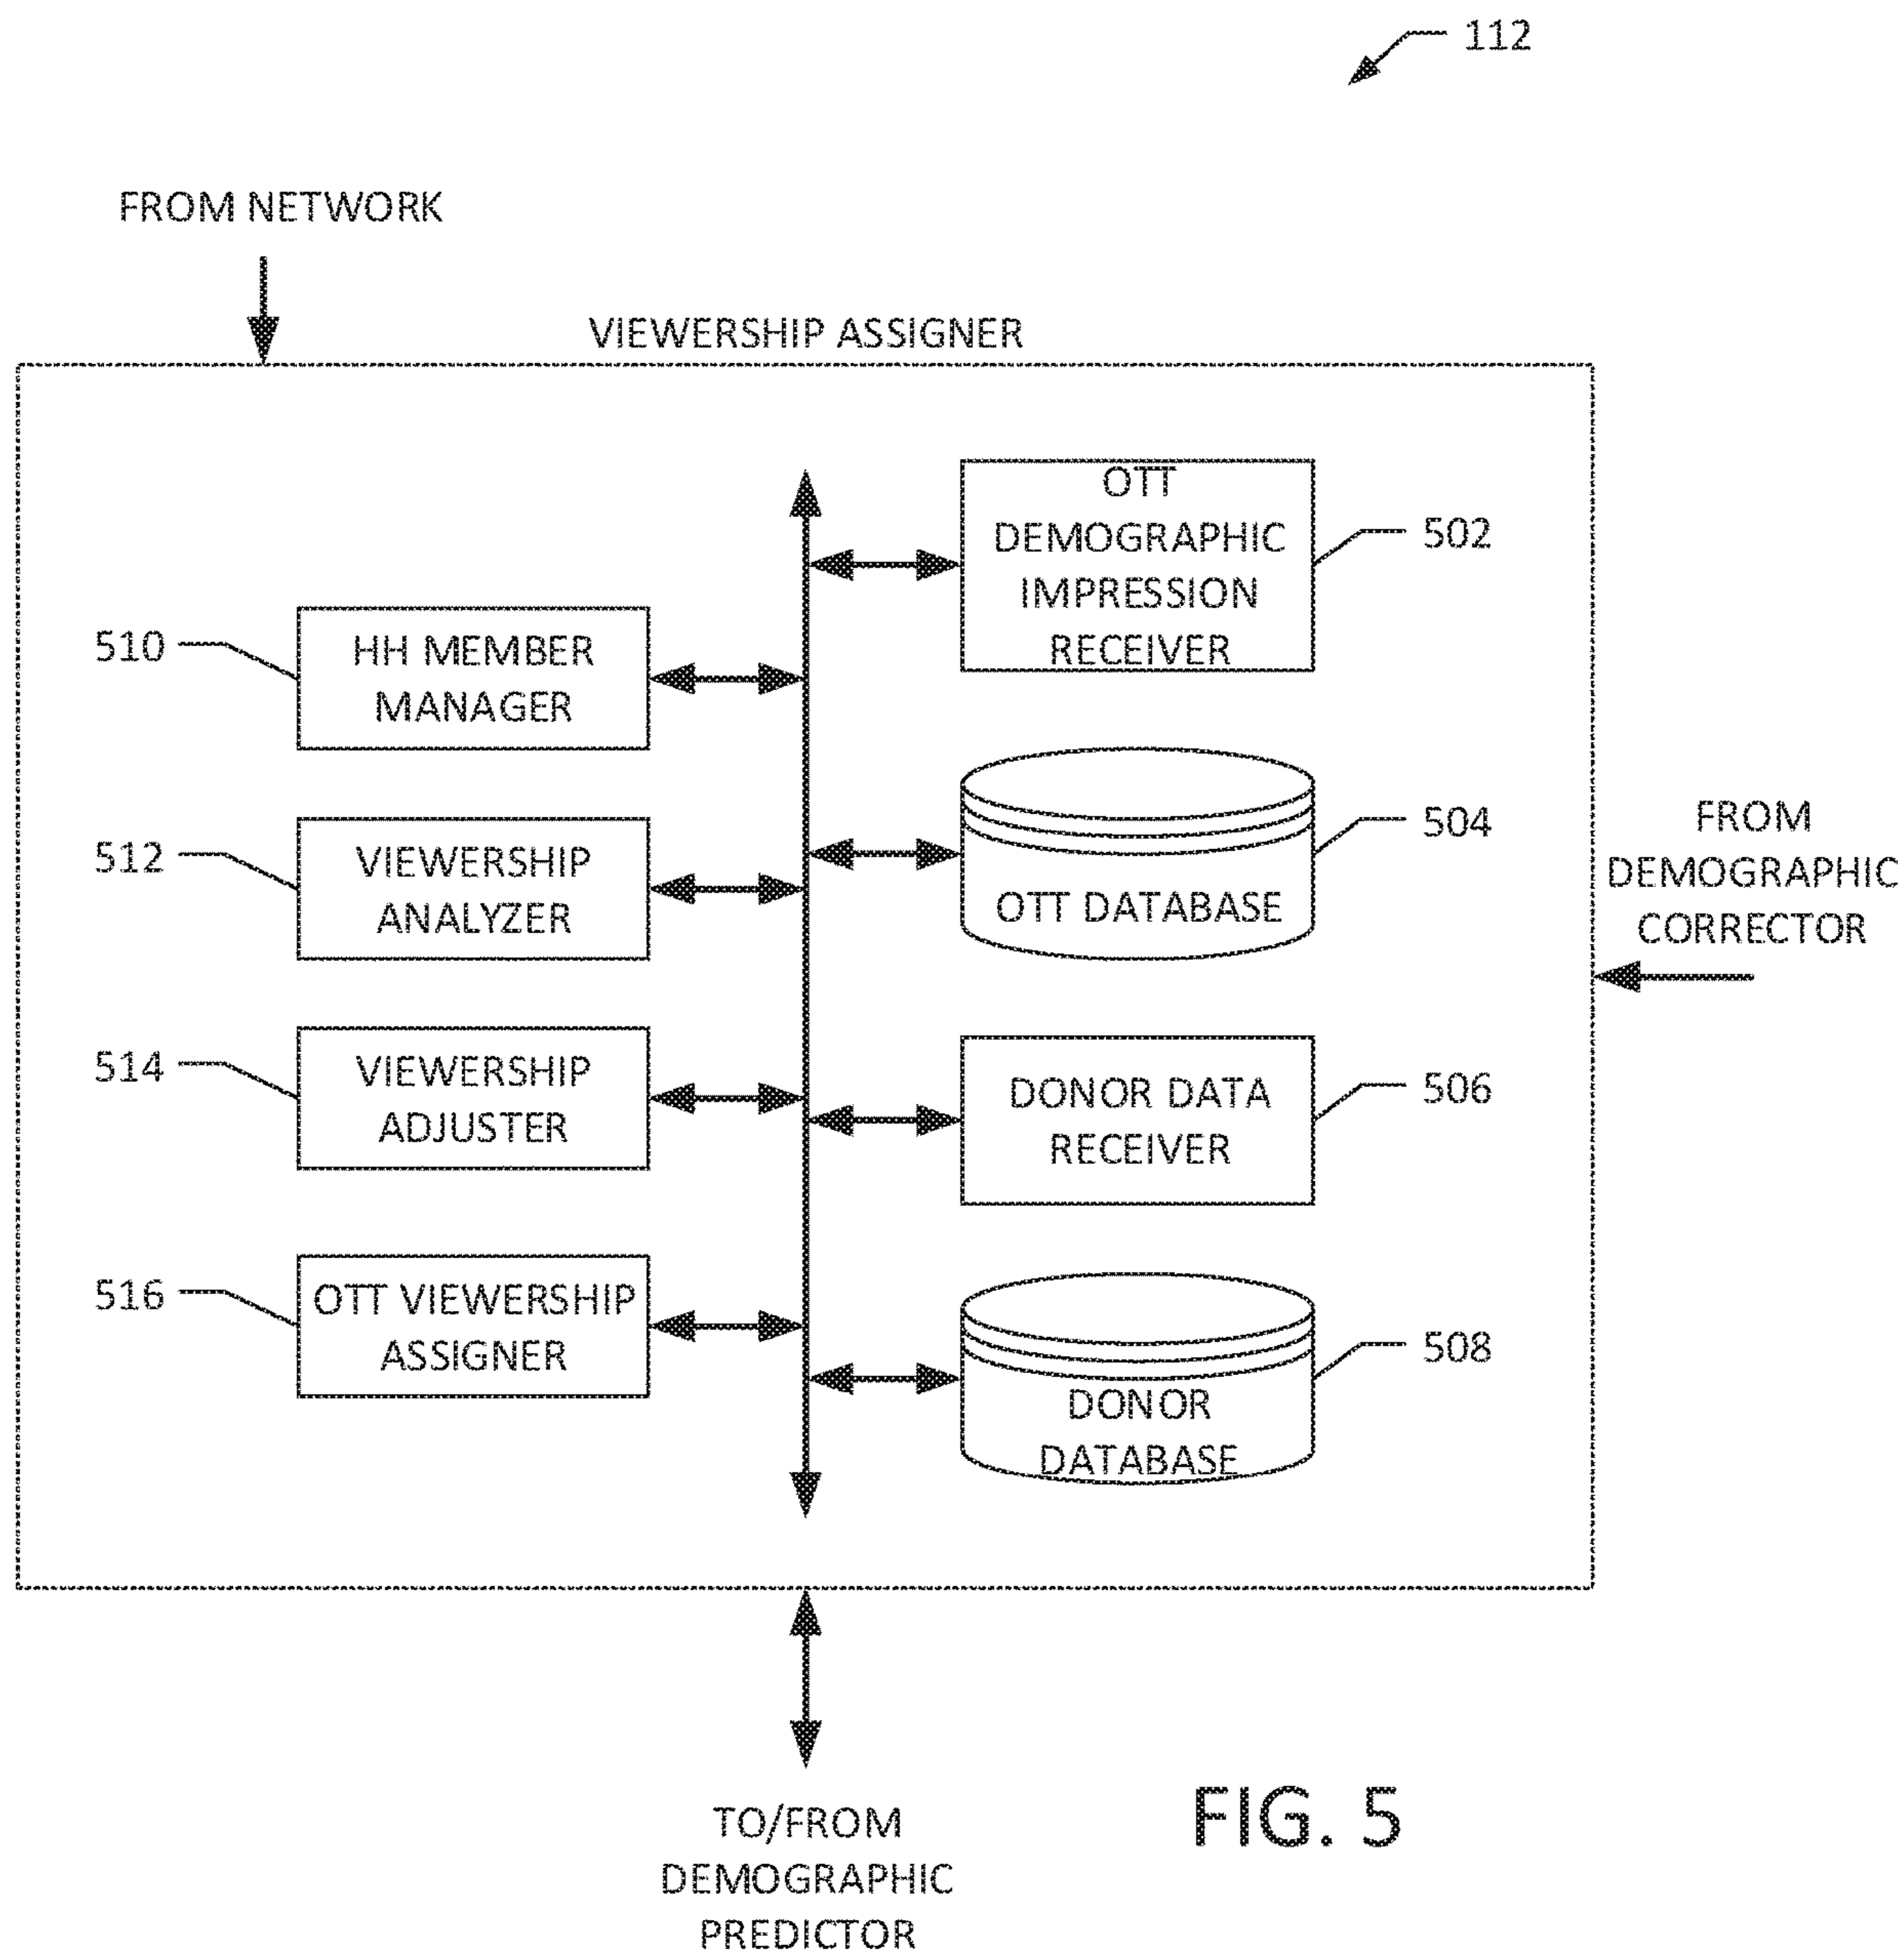 112
FROM NETWORK
VIEWERSHIP ASSIGNER
OTT
DEMOGRAPHIC
IMPRESSION
RECEIVER
502
510
HH MEMBER
MANAGER
OTT DATABASE
504
512
VIEWERSHIP
ANALYZER
FROM
DEMOGRAPHIC
CORRECTOR
514
VIEWERSHIP
ADJUSTER
DONOR DATA
RECEIVER
506
516
OTT VIEWERSHIP
ASSIGNER
DONOR
DATABASE
508
TO/FROM
DEMOGRAPHIC
PREDICTOR
FIG. 5